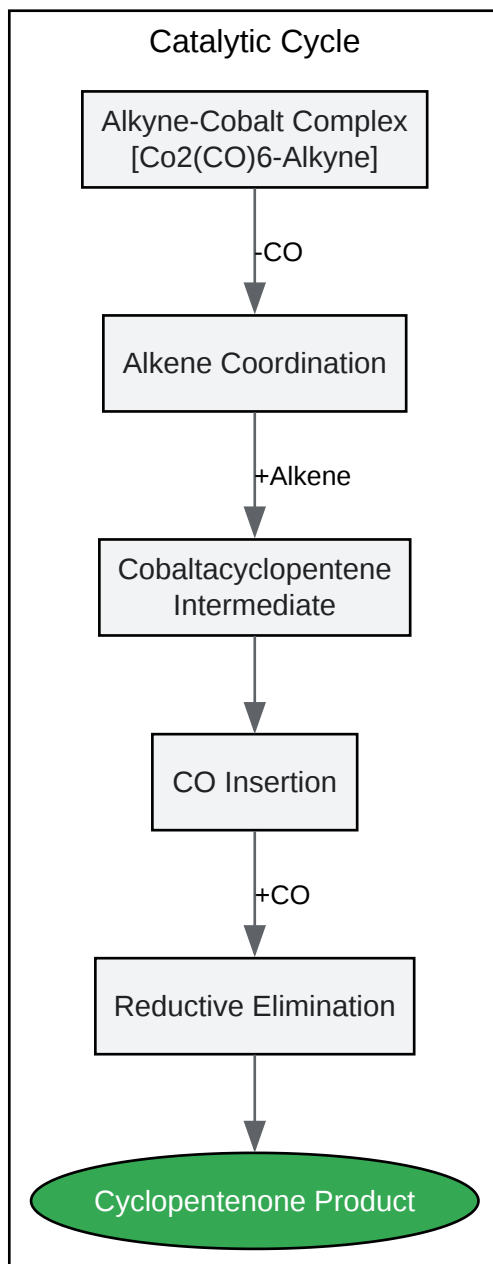 Catalytic Cycle
Alkyne-Cobalt Complex
[Co2(CO)6-Alkyne]
-CO
Alkene Coordination
+Alkene
Cobaltacyclopentene
Intermediate
CO Insertion
+CO
Reductive Elimination
Cyclopentenone Product